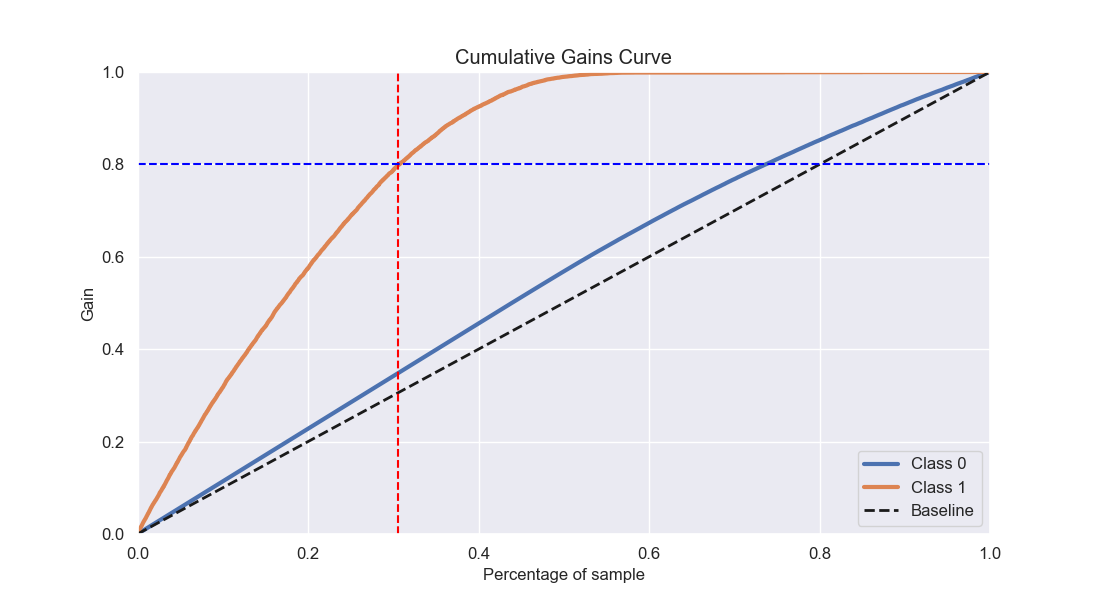 Cumulative Gains Curve
1.0
0.8
0.6
0.4
0.2
0.0
Gain
0.0 0.2 0.4 0.6 0.8 1.0
Percentage of sample
Class 0
Class 1
Baseline